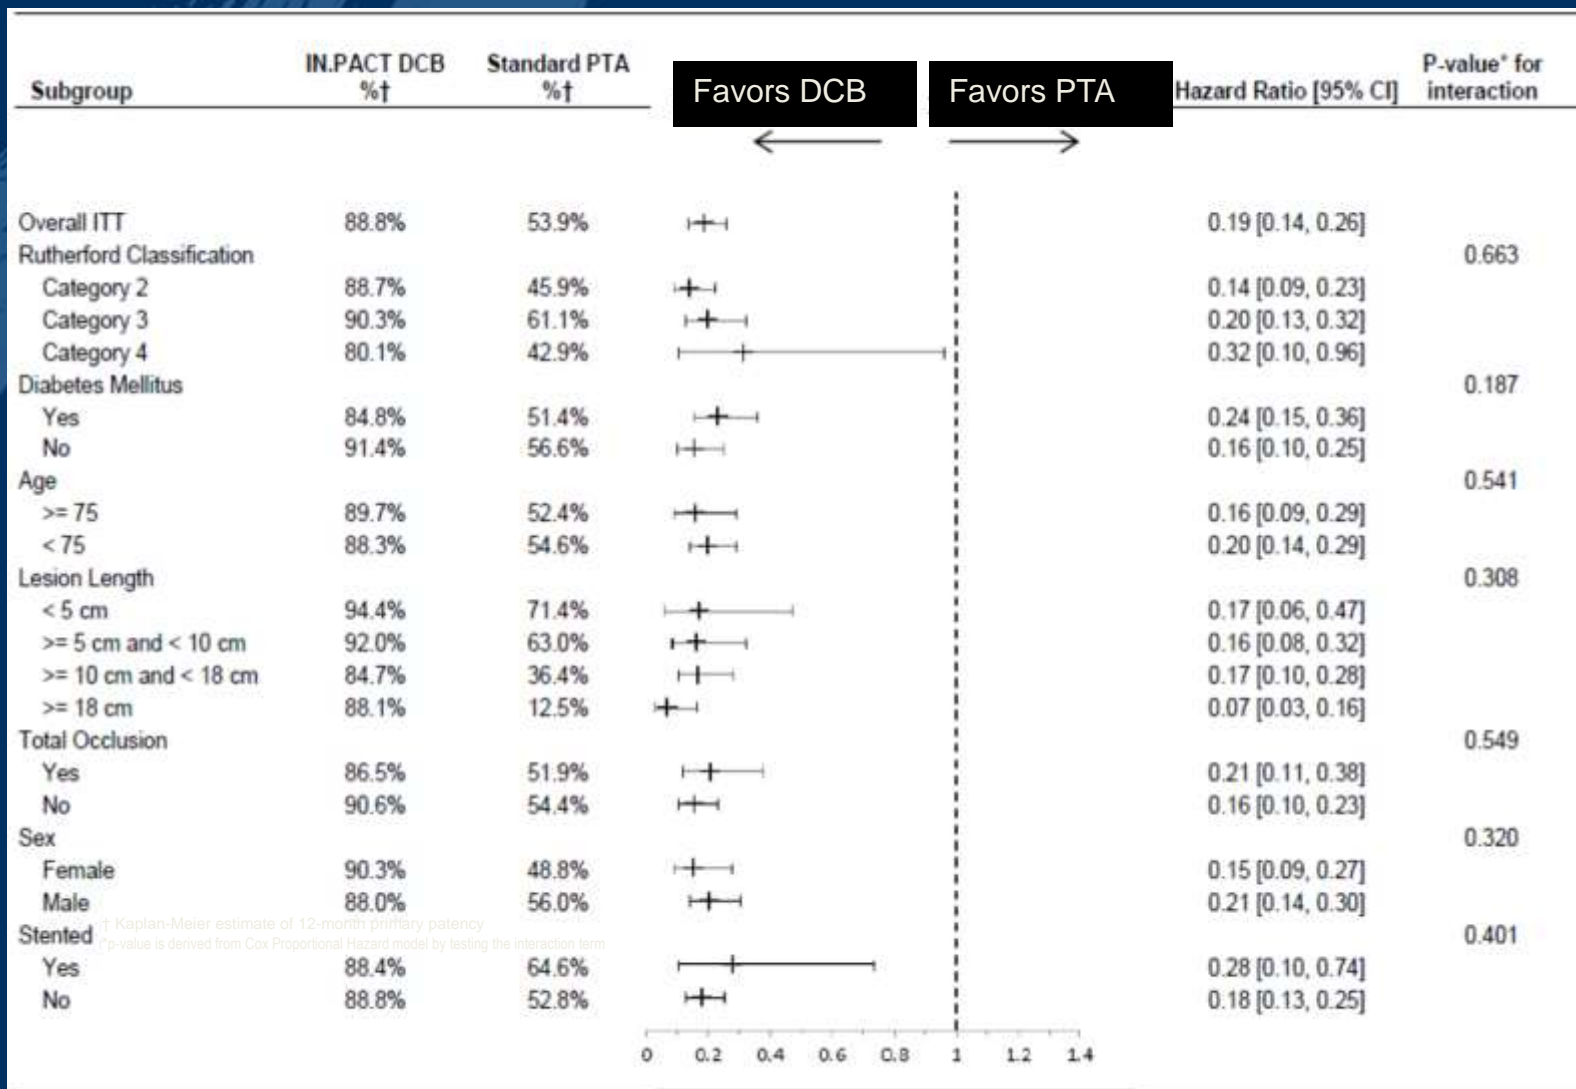 Subgroup IN.PACT DCB %† Standard PTA %† Favors DCB Favors PTA Hazard Ratio [95% CI] P-value* for interaction
Overall ITT 88.8% 53.9% 0.19 [0.14, 0.26]
Rutherford Classification 0.663
Category 2 88.7% 45.9% 0.14 [0.09, 0.23]
Category 3 90.3% 61.1% 0.20 [0.13, 0.32]
Category 4 80.1% 42.9% 0.32 [0.10, 0.96]
Diabetes Mellitus 0.187
Yes 84.8% 51.4% 0.24 [0.15, 0.36]
No 91.4% 56.6% 0.16 [0.10, 0.25]
Age 0.541
>= 75 89.7% 52.4% 0.16 [0.09, 0.29]
< 75 88.3% 54.6% 0.20 [0.14, 0.29]
Lesion Length 0.308
< 5 cm 94.4% 71.4% 0.17 [0.06, 0.47]
>= 5 cm and < 10 cm 92.0% 63.0% 0.16 [0.08, 0.32]
>= 10 cm and < 18 cm 84.7% 36.4% 0.17 [0.10, 0.28]
>= 18 cm 88.1% 12.5% 0.07 [0.03, 0.16]
Total Occlusion 0.549
Yes 86.5% 51.9% 0.21 [0.11, 0.38]
No 90.6% 54.4% 0.16 [0.10, 0.23]
Sex 0.320
Female 90.3% 48.8% 0.15 [0.09, 0.27]
Male 88.0% 56.0% 0.21 [0.14, 0.30]
† Kaplan-Meier estimate of 12-month primary patency
Stented 0.401
*p-value is derived from Cox Proportional Hazard model by testing the interaction term
Yes 88.4% 64.6% 0.28 [0.10, 0.74]
No 88.8% 52.8% 0.18 [0.13, 0.25]
0 0.2 0.4 0.6 0.8 1 1.2 1.4